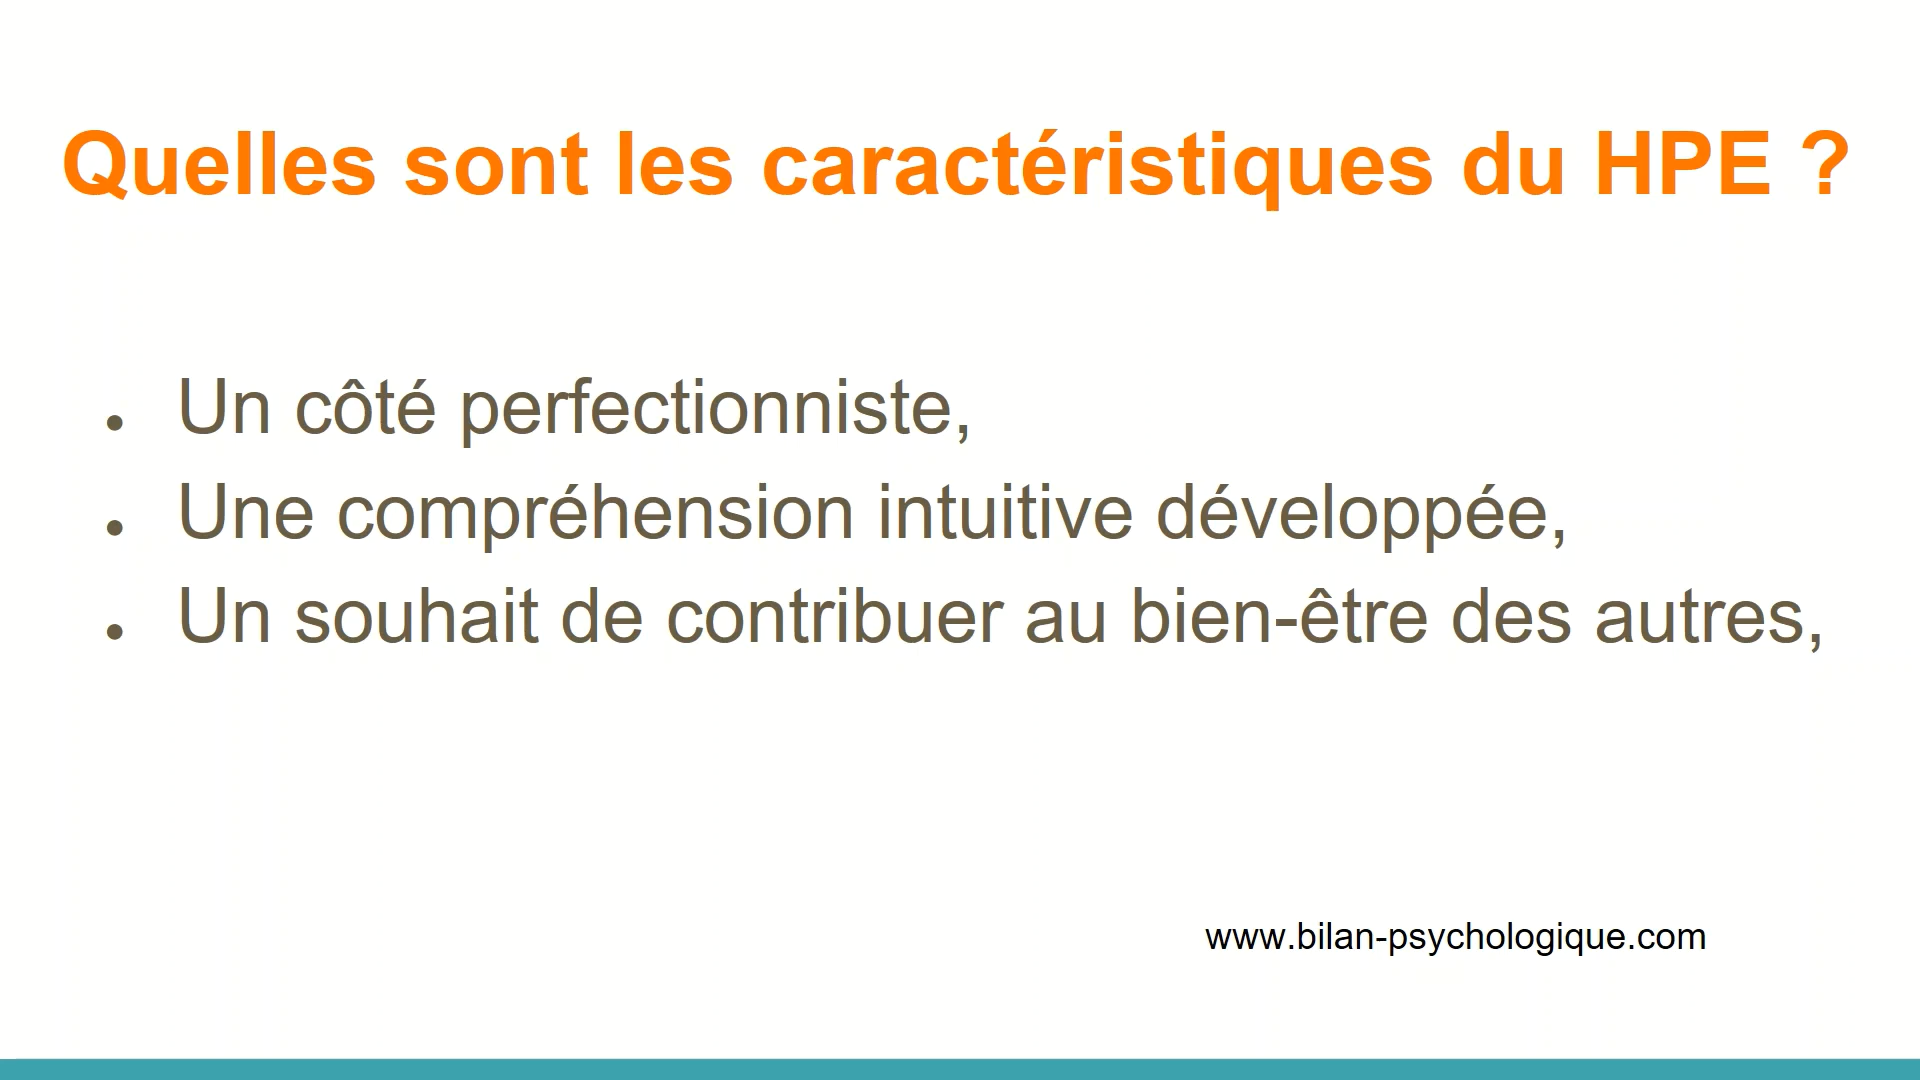 Quelles sont les caractéristiques du HPE ?
• Un côté perfectionniste,
• Une compréhension intuitive développée,
• Un souhait de contribuer au bien-être des autres,
www.bilan-psychologique.com